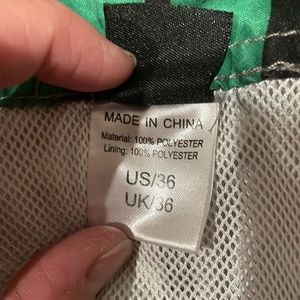 MADE IN CHINA
Material: 100% POLYESTER
Lining: 100% POLYESTER
US/36
UK/36